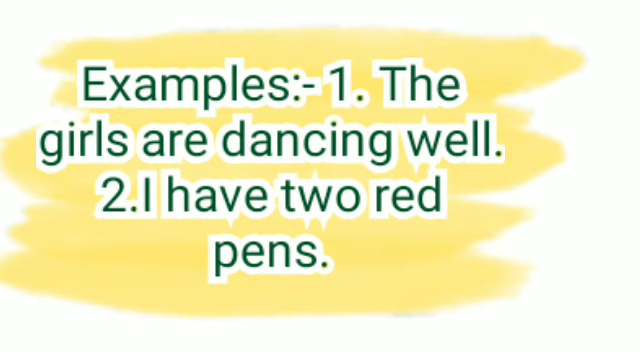 Examples:- 1. The
girls are dancing well.
2.I have two red
pens.